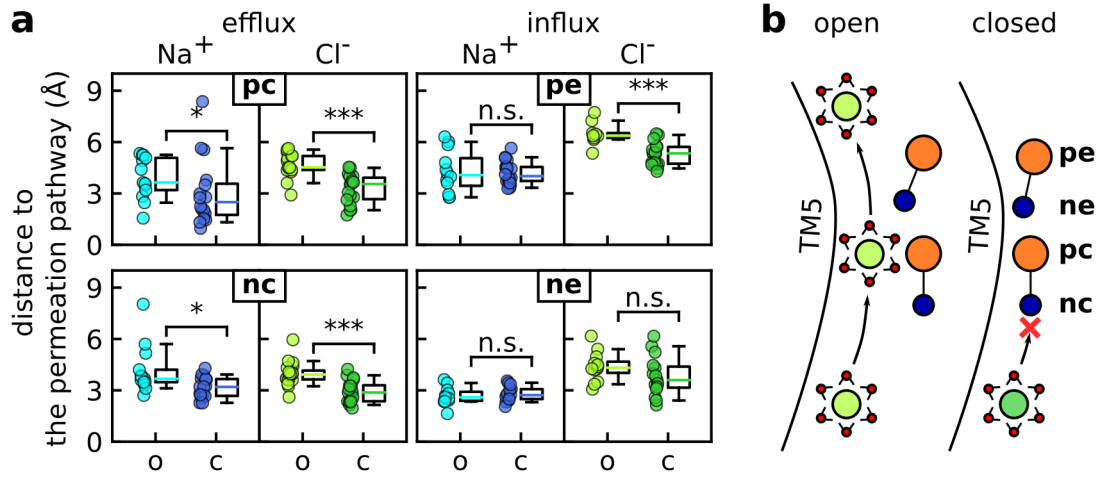 a efflux influx
Na+ Cl- Na+ Cl-
b open closed
distance to
the permeation pathway (Å)
9 pc pe
* *** n.s. ***
6
3
0
9 nc ne
* *** n.s. n.s.
6
3
0
o c o c o c o c
TM5 TM5
pe
ne
pc
nc